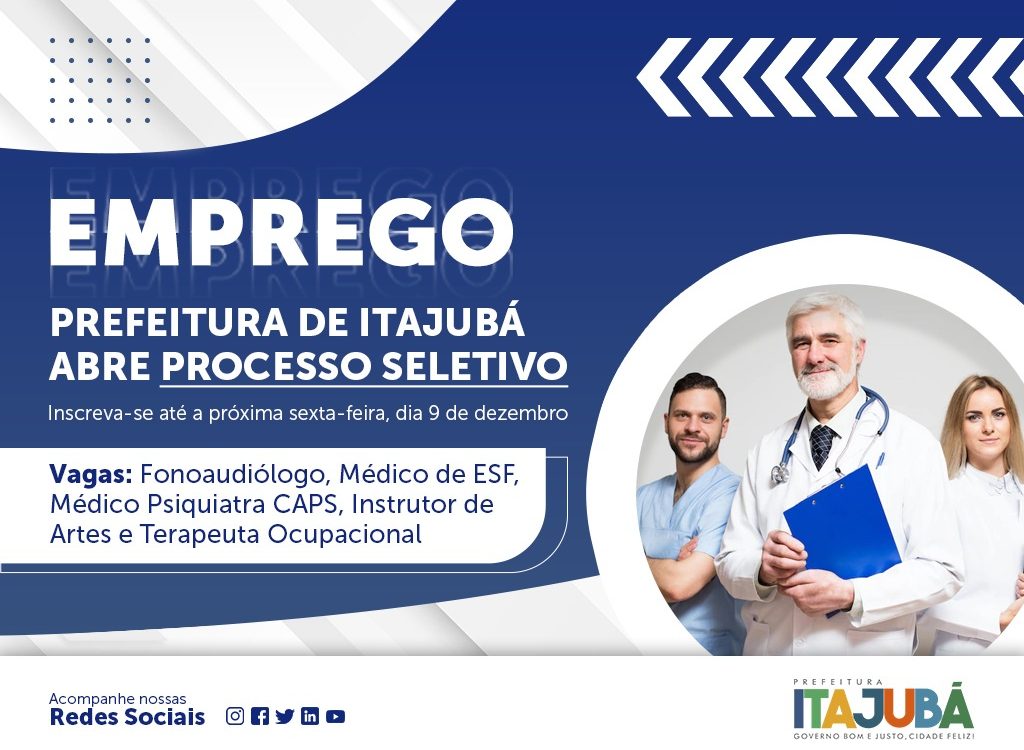 EMPREGO
PREFEITURA DE ITAJUBÁ
ABRE PROCESSO SELETIVO
Inscreva-se até a próxima sexta-feira, dia 9 de dezembro
Vagas: Fonoaudiólogo, Médico de ESF,
Médico Psiquiatra CAPS, Instrutor de
Artes e Terapeuta Ocupacional
Acompanhe nossas
Redes Sociais
PREFEITURA
ITAJUBÁ
GOVERNO BOM E JUSTO, CIDADE FELIZ!